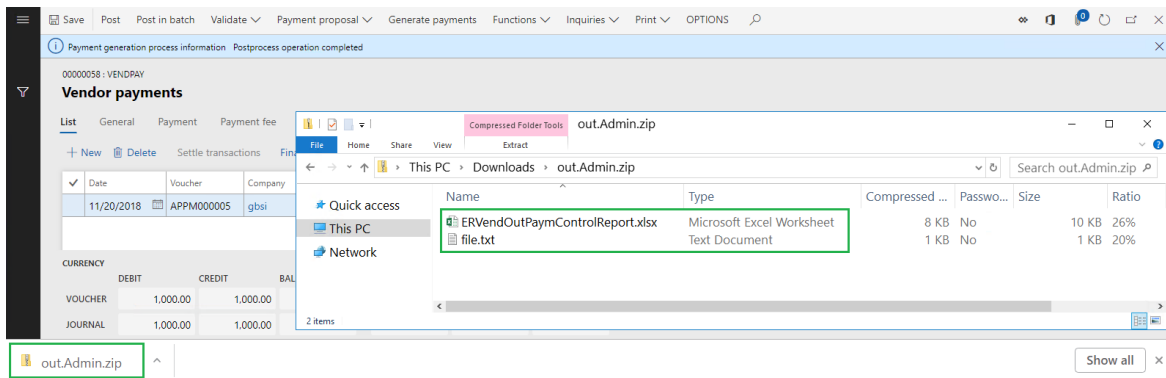 Save Post Post in batch Validate Payment proposal Generate payments Functions Inquiries Print OPTIONS 0
Payment generation process information Postprocess operation completed
00000058 : VENDPAY
Vendor payments
List General Payment Payment fee
New Delete Settle transactions Fin
Date Voucher Company
11/20/2018 APPM000005 gbsi
CURRENCY
DEBIT CREDIT BAL
VOUCHER 1,000.00 1,000.00
JOURNAL 1,000.00 1,000.00
Compressed Folder Tools out.Admin.zip
File Home Share View Extract
This PC > Downloads > out.Admin.zip Search out.Admin.zip
Quick access
This PC
Network
Name Type Compressed ... Passwo... Size Ratio
ERVendOutPaymControlReport.xlsx Microsoft Excel Worksheet 8 KB No 10 KB 26%
file.txt Text Document 1 KB No 1 KB 20%
2 items
out.Admin.zip Show all